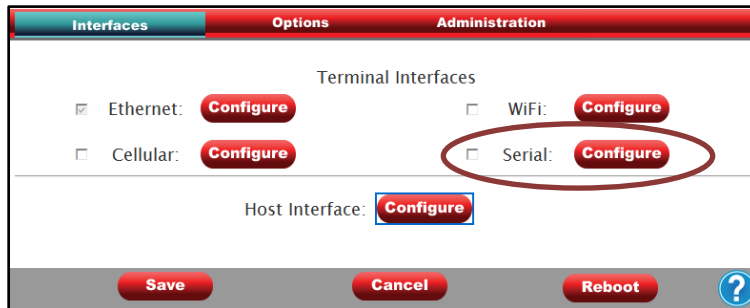 Interfaces Options Administration
Terminal Interfaces
Ethernet: Configure WiFi: Configure
Cellular: Configure Serial: Configure
Host Interface: Configure
Save Cancel Reboot ?